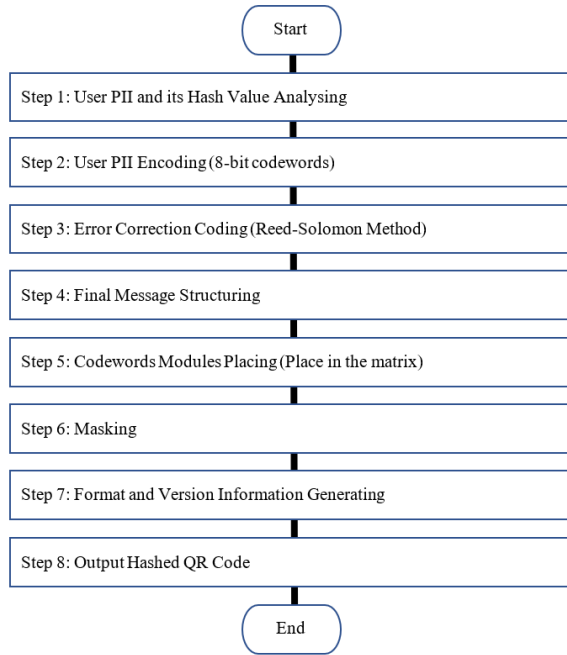 Start
Step 1: User PII and its Hash Value Analysing
Step 2: User PII Encoding (8-bit codewords)
Step 3: Error Correction Coding (Reed-Solomon Method)
Step 4: Final Message Structuring
Step 5: Codewords Modules Placing (Place in the matrix)
Step 6: Masking
Step 7: Format and Version Information Generating
Step 8: Output Hashed QR Code
End